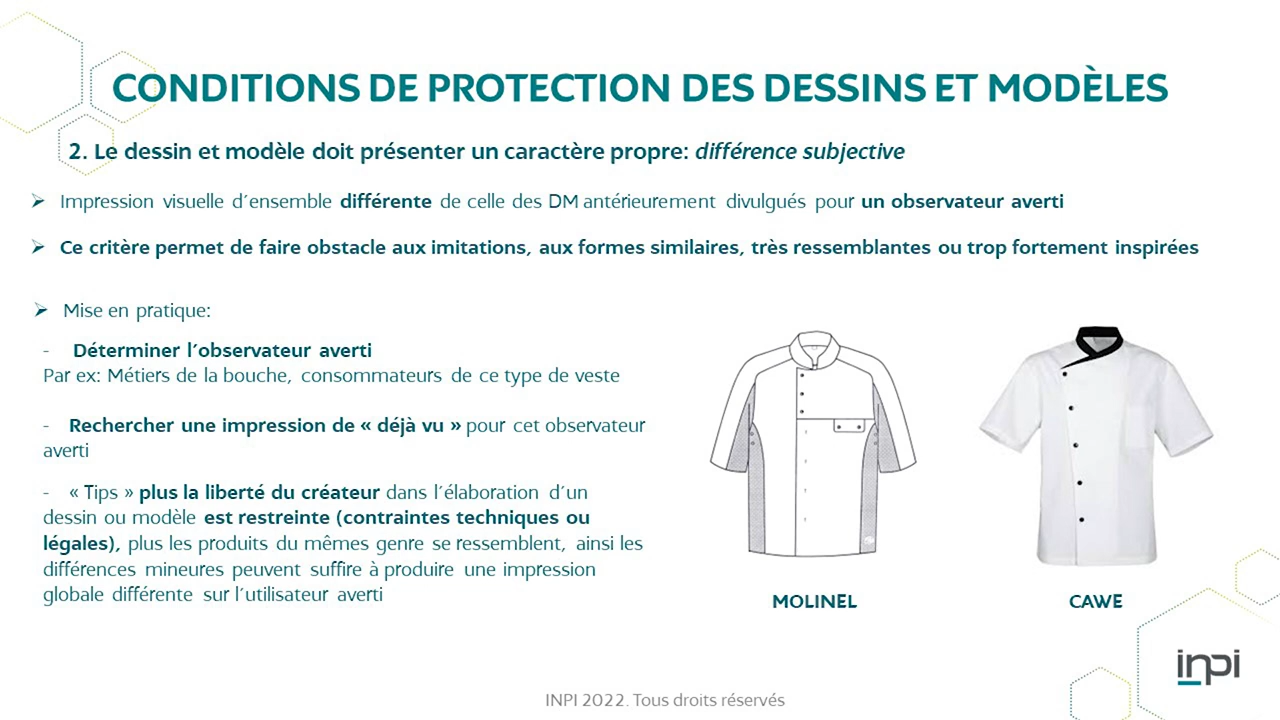 CONDITIONS DE PROTECTION DES DESSINS ET MODÈLES
2. Le dessin et modèle doit présenter un caractère propre: différence subjective
➢ Impression visuelle d'ensemble différente de celle des DM antérieurement divulgués pour un observateur averti
➢ Ce critère permet de faire obstacle aux imitations, aux formes similaires, très ressemblantes ou trop fortement inspirées
➢ Mise en pratique:
- Déterminer l'observateur averti
Par ex: Métiers de la bouche, consommateurs de ce type de veste
- Rechercher une impression de « déjà vu » pour cet observateur
averti
- « Tips » plus la liberté du créateur dans l'élaboration d'un
dessin ou modèle est restreinte (contraintes techniques ou
légales), plus les produits du mêmes genre se ressemblent, ainsi les
différences mineures peuvent suffire à produire une impression
globale différente sur l'utilisateur averti
MOLINEL
CAWE
inpi
INPI 2022. Tous droits réservés